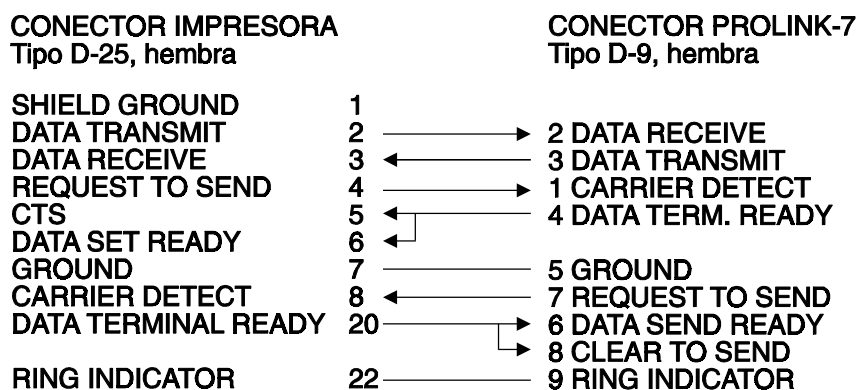 CONECTOR IMPRESORA CONECTOR PROLINK-7
Tipo D-25, hembra Tipo D-9, hembra
SHIELD GROUND 1
DATA TRANSMIT 2 2 DATA RECEIVE
DATA RECEIVE 3 3 DATA TRANSMIT
REQUEST TO SEND 4 1 CARRIER DETECT
CTS 5 4 DATA TERM. READY
DATA SET READY 6
GROUND 7 5 GROUND
CARRIER DETECT 8 7 REQUEST TO SEND
DATA TERMINAL READY 20 6 DATA SEND READY
8 CLEAR TO SEND
RING INDICATOR 22 9 RING INDICATOR